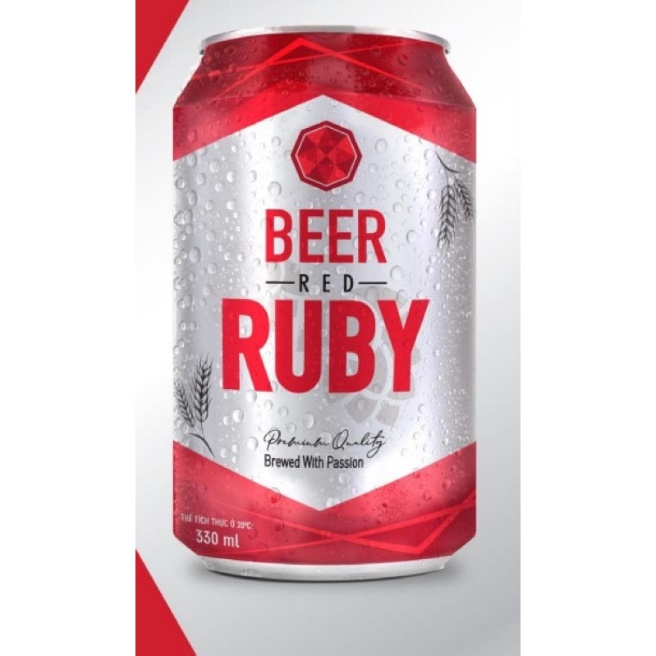 BEER
RED
RUBY
Premium Quality
Brewed With Passion
THỂ TÍCH THỰC Ở 20°C:
330 ml